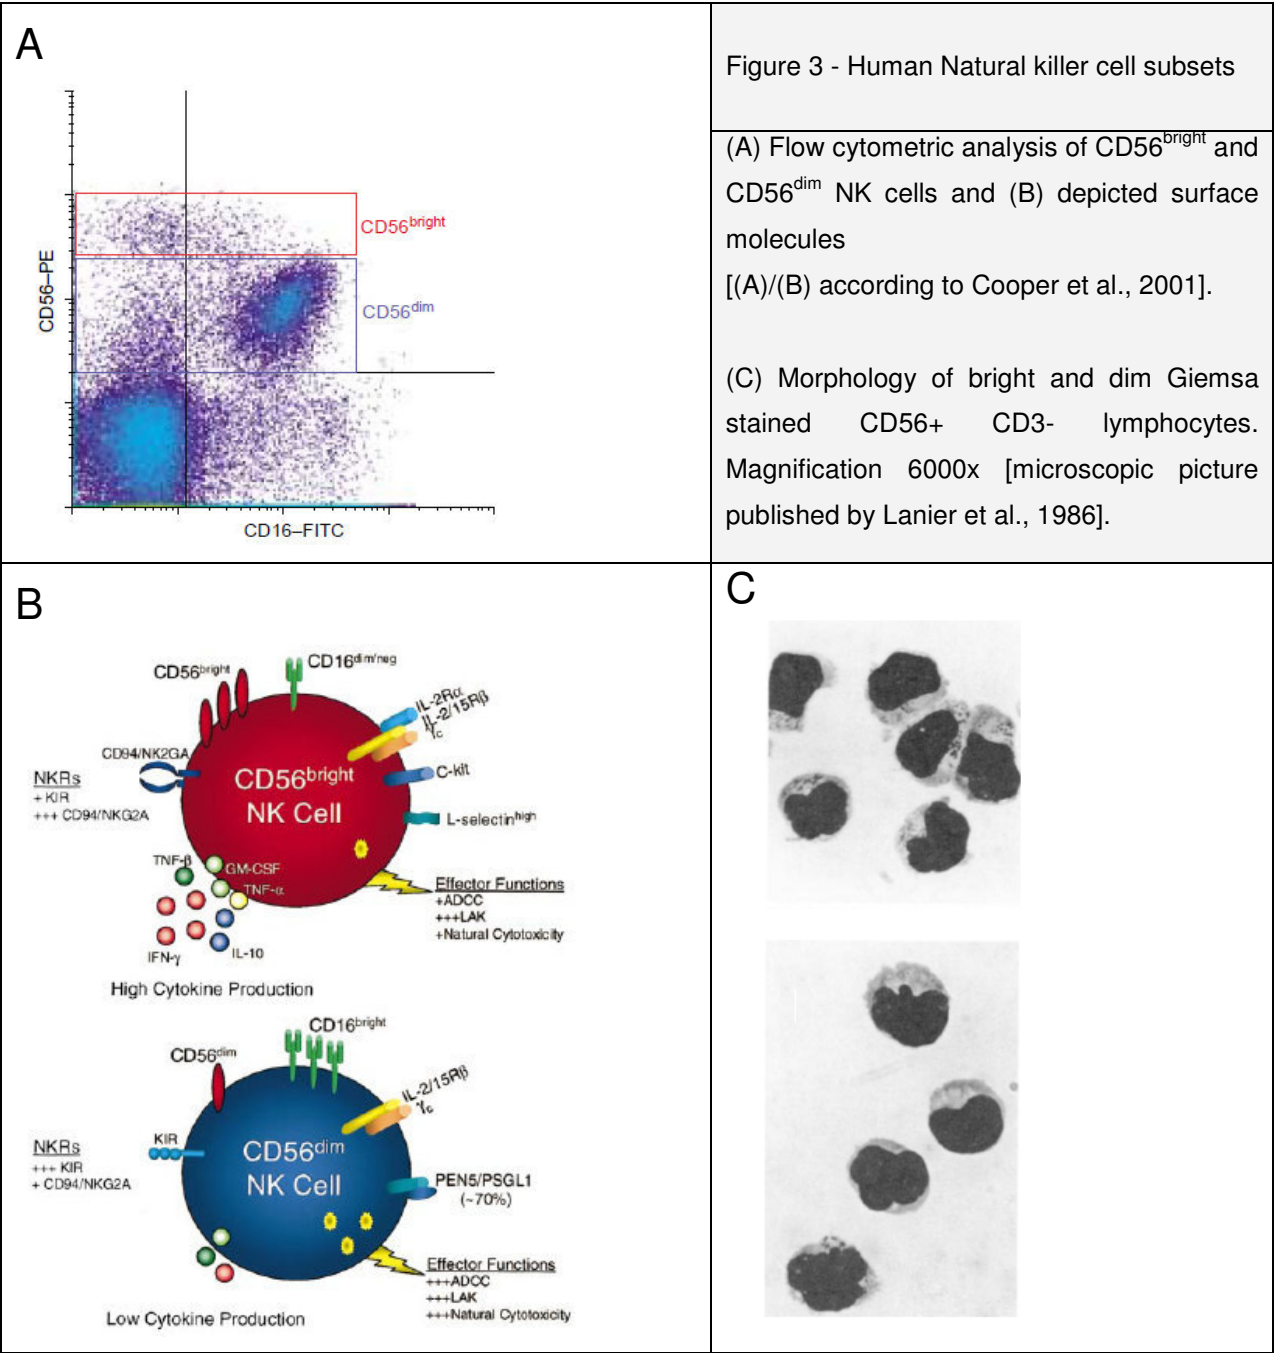 A
CD56–PE
CD56bright
CD56dim
CD16–FITC
Figure 3 - Human Natural killer cell subsets
(A) Flow cytometric analysis of CD56bright and
CD56dim NK cells and (B) depicted surface
molecules
[(A)/(B) according to Cooper et al., 2001].
(C) Morphology of bright and dim Giemsa
stained CD56+ CD3- lymphocytes.
Magnification 6000x [microscopic picture
published by Lanier et al., 1986].
B
CD56bright
CD16dim/neg
IL-2Rα
IL-2/15Rβ
γc
CD94/NK2GA
C-kit
NKRs
+ KIR
+++ CD94/NKG2A
CD56bright
NK Cell
L-selectinhigh
TNF-β
GM-CSF
TNF-α
IFN-γ
IL-10
Effector Functions
+ADCC
+++LAK
+Natural Cytotoxicity
High Cytokine Production
CD16bright
CD56dim
IL-2/15Rβ
γc
KIR
NKRs
+++ KIR
+ CD94/NKG2A
CD56dim
NK Cell
PEN5/PSGL1
(~70%)
Effector Functions
+++ADCC
+++LAK
+++Natural Cytotoxicity
Low Cytokine Production
C